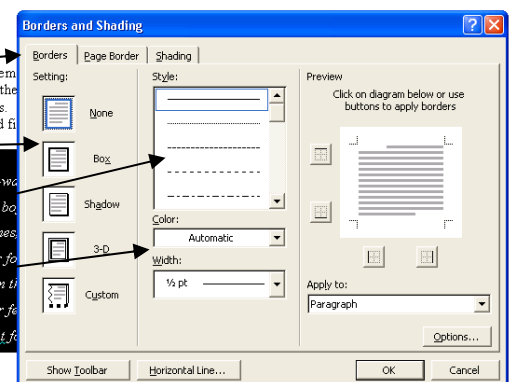 Borders and Shading
Borders Page Border Shading
Setting:
None
Box
Shadow
3-D
Custom
Style:
Color:
Automatic
Width:
½ pt
Preview
Click on diagram below or use
buttons to apply borders
Apply to:
Paragraph
Options...
Show Toolbar Horizontal Line... OK Cancel